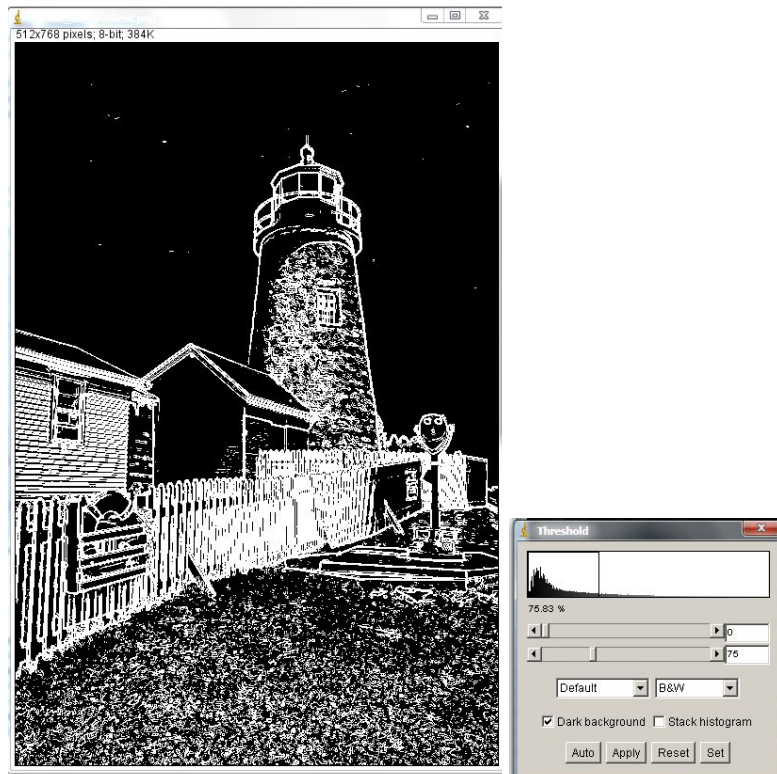 512x768 pixels; 8-bit; 384K
Threshold
75.83 %
0
75
Default B&W
Dark background Stack histogram
Auto Apply Reset Set